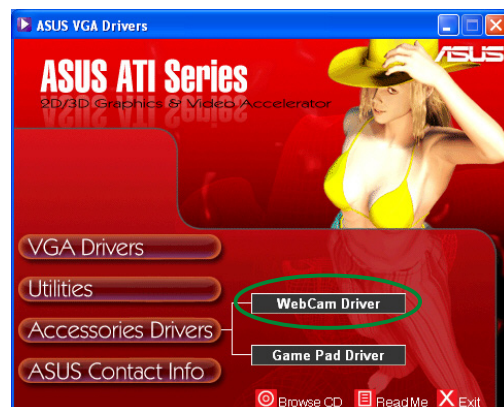 ASUS VGA Drivers
ASUS
ASUS ATI Series
2D/3D Graphics & Video Accelerator
VGA Drivers
Utilities
WebCam Driver
Accessories Drivers
Game Pad Driver
ASUS Contact Info
Browse CD ReadMe X Exit